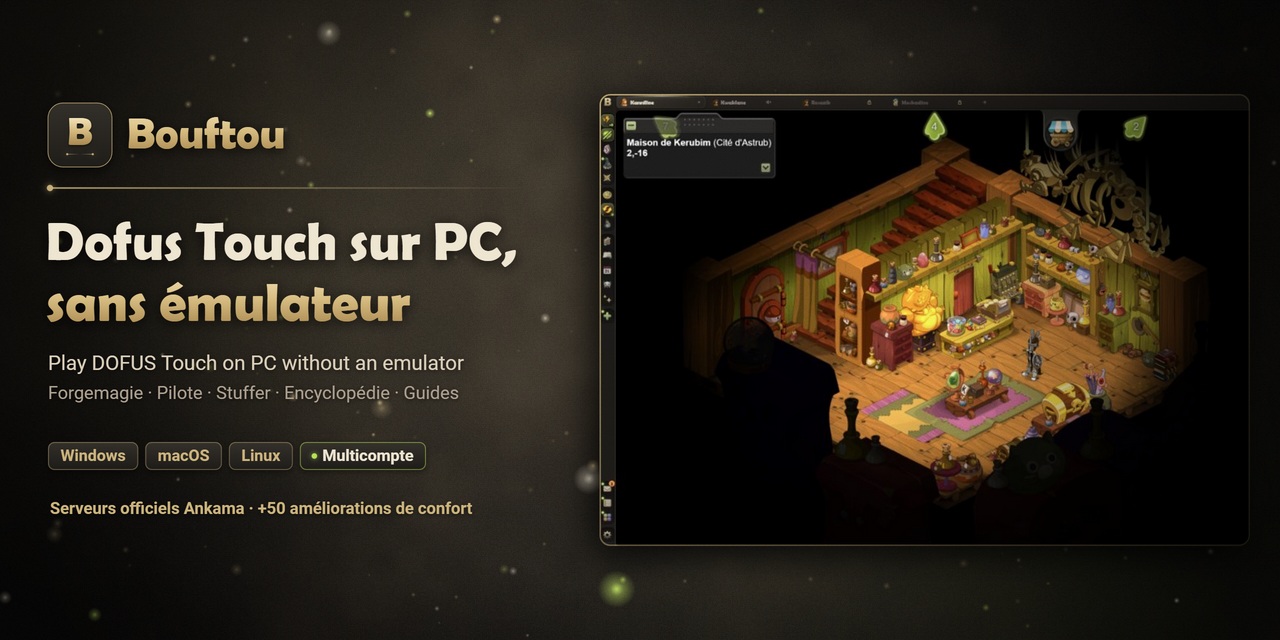 B
Bouftou
Dofus Touch sur PC,
sans émulateur
Play DOFUS Touch on PC without an emulator
Forgemagie · Pilote · Stuffer · Encyclopédie · Guides
Windows
macOS
Linux
Multicompte
Serveurs officiels Ankama · +50 améliorations de confort
B
Maison de Kerubim (Cité d'Astrub)
2,-16
4
2